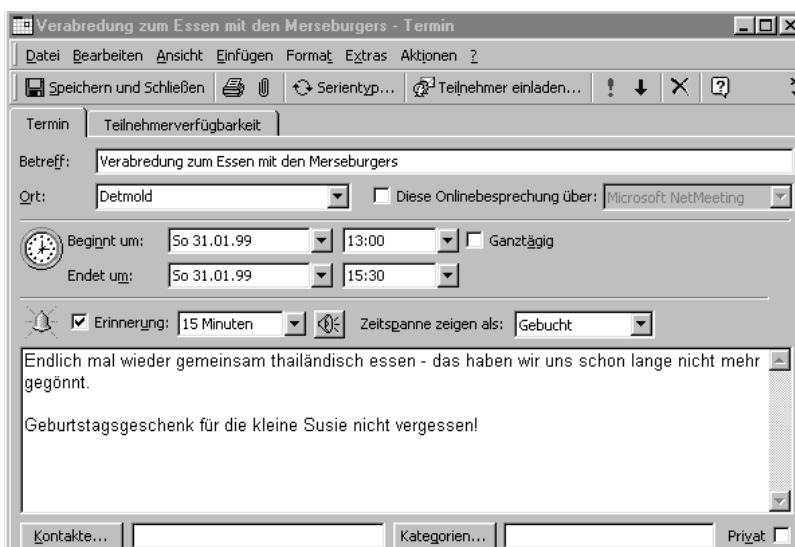 Verabredung zum Essen mit den Merseburgers - Termin
Datei Bearbeiten Ansicht Einfügen Format Extras Aktionen ?
Speichern und Schließen Serientyp... Teilnehmer einladen...
Termin Teilnehmerverfügbarkeit
Betreff: Verabredung zum Essen mit den Merseburgers
Ort: Detmold Diese Onlinebesprechung über: Microsoft NetMeeting
Beginnt um: So 31.01.99 13:00 Ganztägig
Endet um: So 31.01.99 15:30
Erinnerung: 15 Minuten Zeitspanne zeigen als: Gebucht
Endlich mal wieder gemeinsam thailändisch essen - das haben wir uns schon lange nicht mehr
gegönnt.
Geburtstagsgeschenk für die kleine Susie nicht vergessen!
Kontakte... Kategorien... Privat